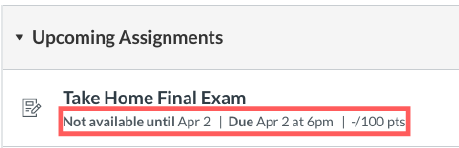 Upcoming Assignments
Take Home Final Exam
Not available until Apr 2 | Due Apr 2 at 6pm | -/100 pts